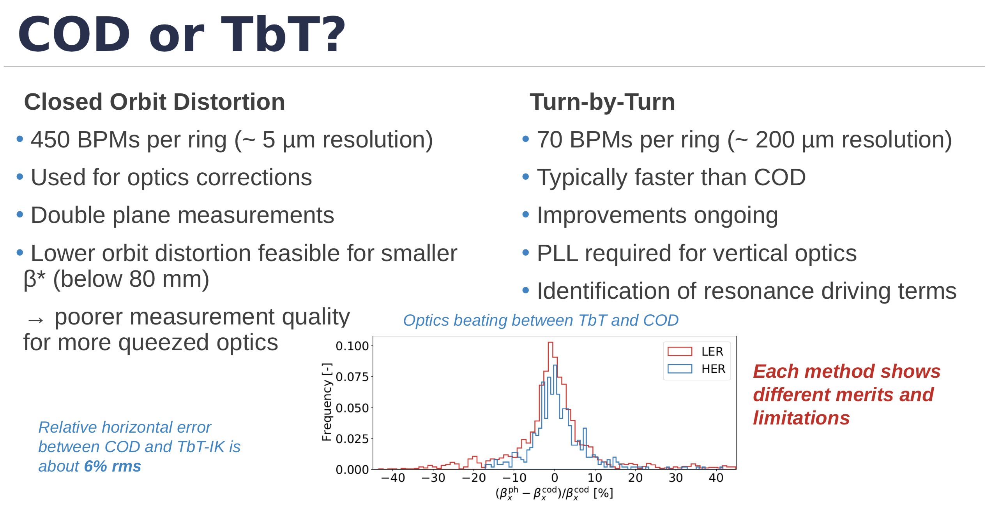 COD or TbT?
Closed Orbit Distortion
• 450 BPMs per ring (~ 5 µm resolution)
• Used for optics corrections
• Double plane measurements
• Lower orbit distortion feasible for smaller
β* (below 80 mm)
→ poorer measurement quality
for more queezed optics
Relative horizontal error
between COD and TbT-IK is
about 6% rms
Turn-by-Turn
• 70 BPMs per ring (~ 200 µm resolution)
• Typically faster than COD
• Improvements ongoing
• PLL required for vertical optics
• Identification of resonance driving terms
Optics beating between TbT and COD
Frequency [-]
0.100
0.075
0.050
0.025
0.000
LER
HER
−40 −30 −20 −10 0 10 20 30 40
(β_x^ph − β_x^cod)/β_x^cod [%]
Each method shows
different merits and
limitations